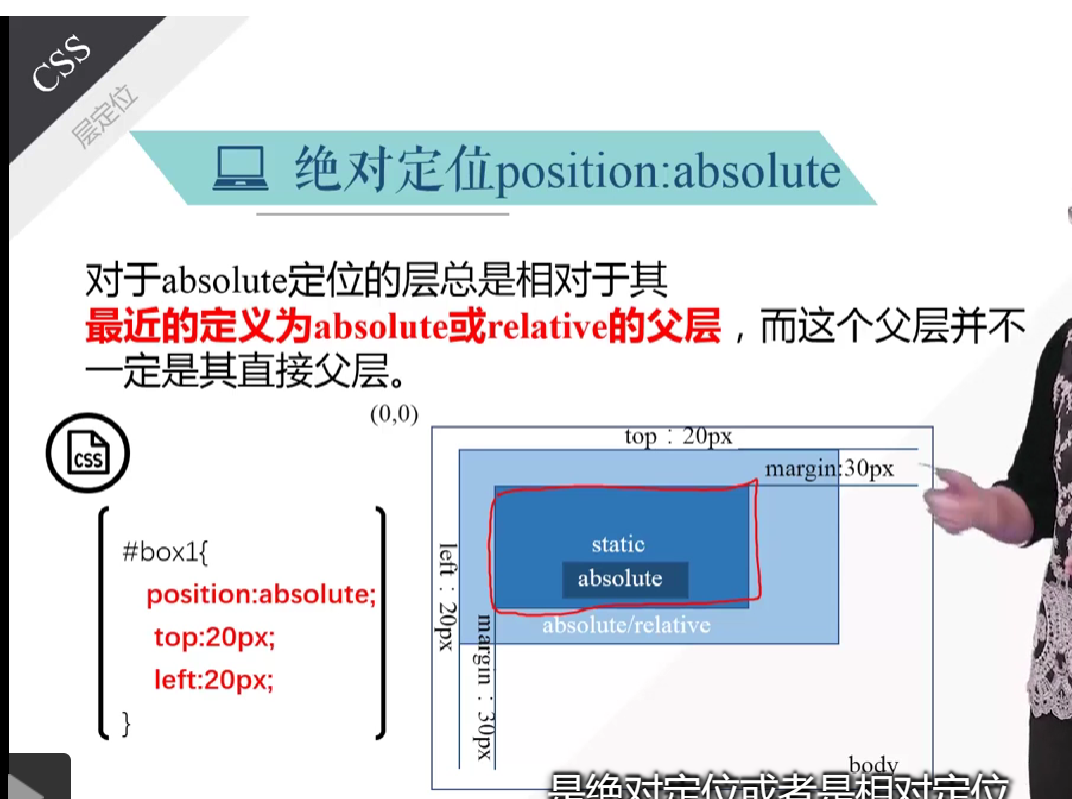 CSS
层定位
绝对定位position:absolute
对于absolute定位的层总是相对于其
最近的定义为absolute或relative的父层，而这个父层并不
一定是其直接父层。
(0,0)
top：20px
margin:30px
CSS
#box1{
position:absolute;
top:20px;
left:20px;
}
left：20px
margin：30px
static
absolute
absolute/relative
body
是绝对定位或者是相对定位